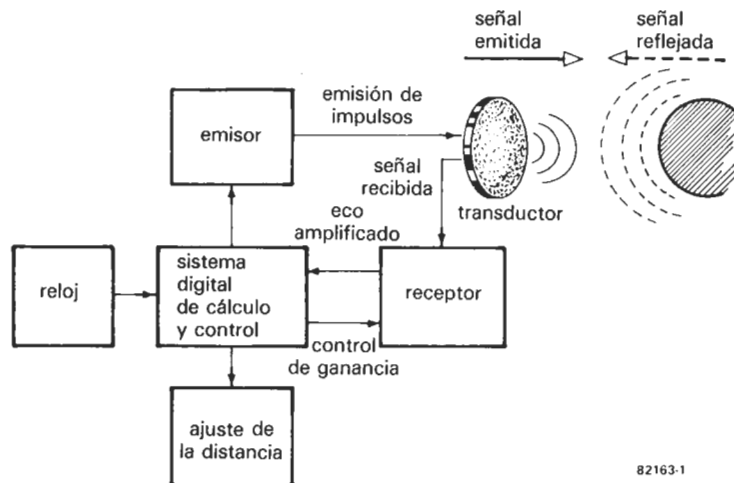 señal
emitida
señal
reflejada
emisor
emisión de
impulsos
señal
recibida
transductor
eco
amplificado
reloj
sistema
digital
de cálculo
y control
receptor
control
de ganancia
ajuste de
la distancia
82163-1